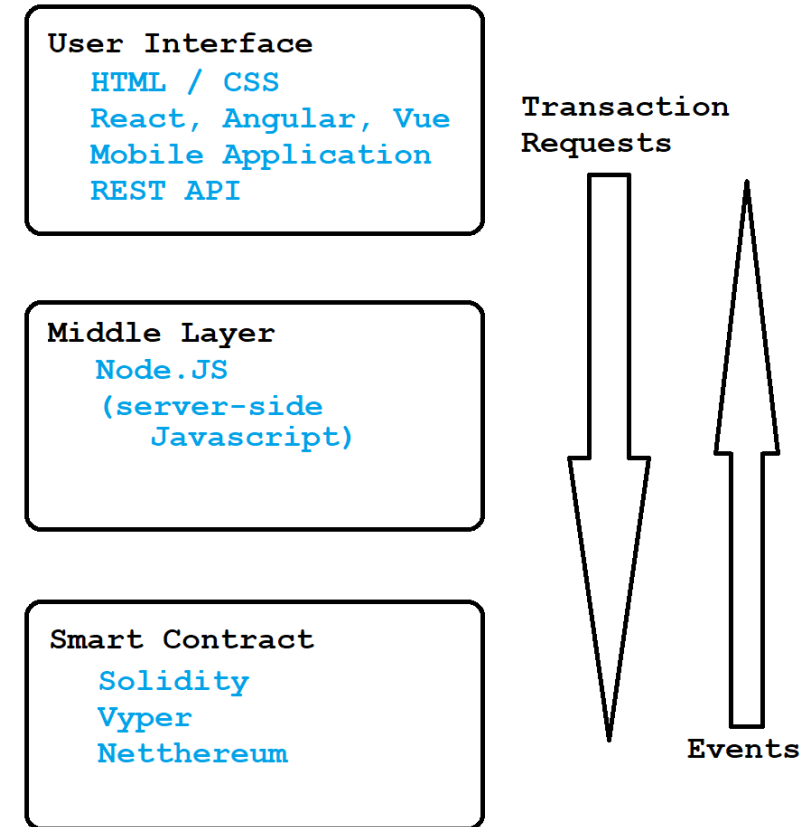 User Interface
HTML / CSS
React, Angular, Vue
Mobile Application
REST API
Transaction
Requests
Middle Layer
Node.JS
(server-side
Javascript)
Smart Contract
Solidity
Vyper
Netthereum
Events